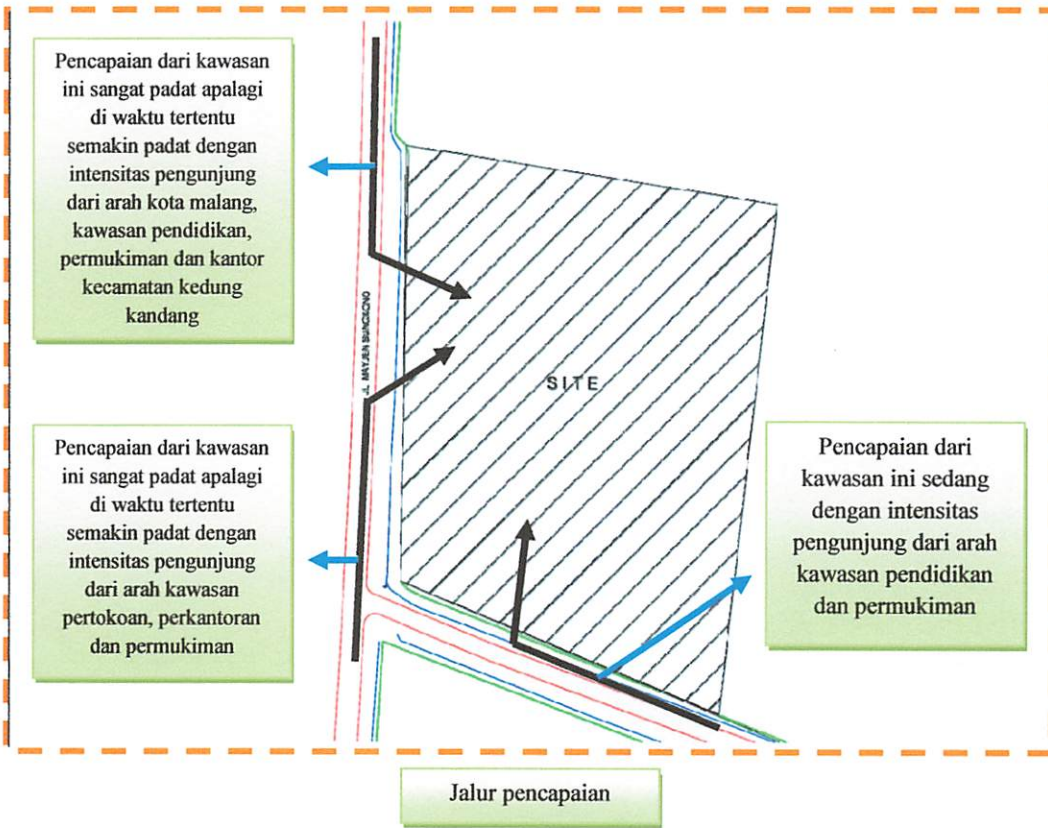 Pencapaian dari kawasan
ini sangat padat apalagi
di waktu tertentu
semakin padat dengan
intensitas pengunjung
dari arah kota malang,
kawasan pendidikan,
permukiman dan kantor
kecamatan kedung
kandang
JL. MAYJEN SUNGKONO
SITE
Pencapaian dari kawasan
ini sangat padat apalagi
di waktu tertentu
semakin padat dengan
intensitas pengunjung
dari arah kawasan
pertokoan, perkantoran
dan permukiman
Pencapaian dari
kawasan ini sedang
dengan intensitas
pengunjung dari arah
kawasan pendidikan
dan permukiman
Jalur pencapaian